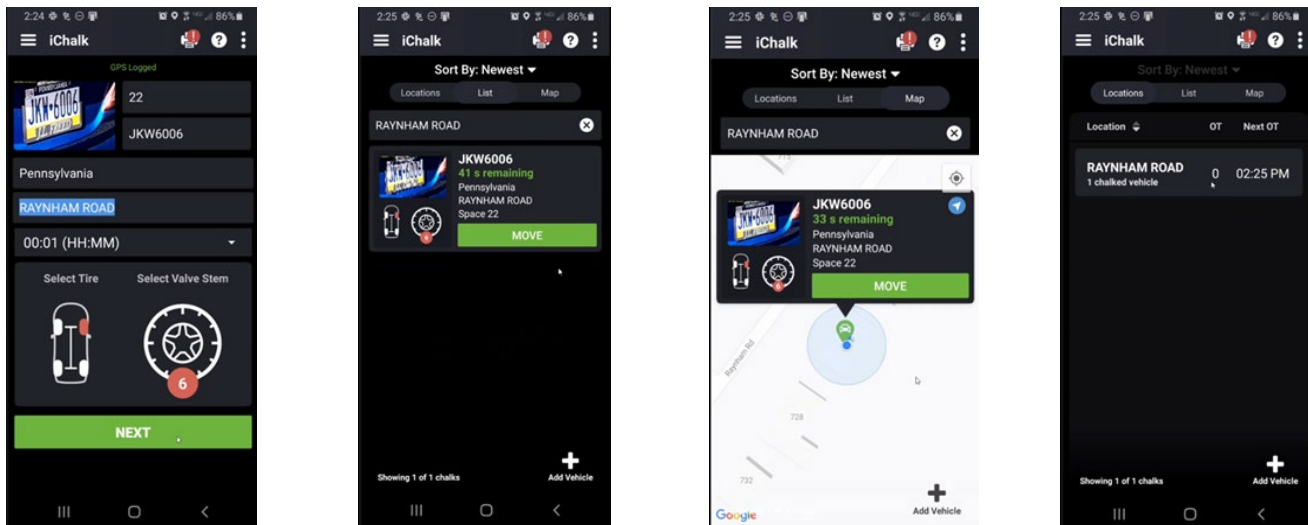 2:24 86%
iChalk
GPS Logged
PENNSYLVANIA
JKW•6006
22
JKW6006
Pennsylvania
RAYNHAM ROAD
00:01 (HH:MM)
Select Tire Select Valve Stem
6
NEXT
2:25 86%
iChalk
Sort By: Newest
Locations List Map
RAYNHAM ROAD
JKW6006
41 s remaining
Pennsylvania
RAYNHAM ROAD
Space 22
6
MOVE
Showing 1 of 1 chalks
Add Vehicle
2:25 86%
iChalk
Sort By: Newest
Locations List Map
RAYNHAM ROAD
715
JKW6006
33 s remaining
Pennsylvania
RAYNHAM ROAD
Space 22
6
MOVE
Raynham Rd
728
732
Google
Add Vehicle
2:25 86%
iChalk
Sort By: Newest
Locations List Map
Location OT Next OT
RAYNHAM ROAD
1 chalked vehicle
0 02:25 PM
Showing 1 of 1 chalks
Add Vehicle